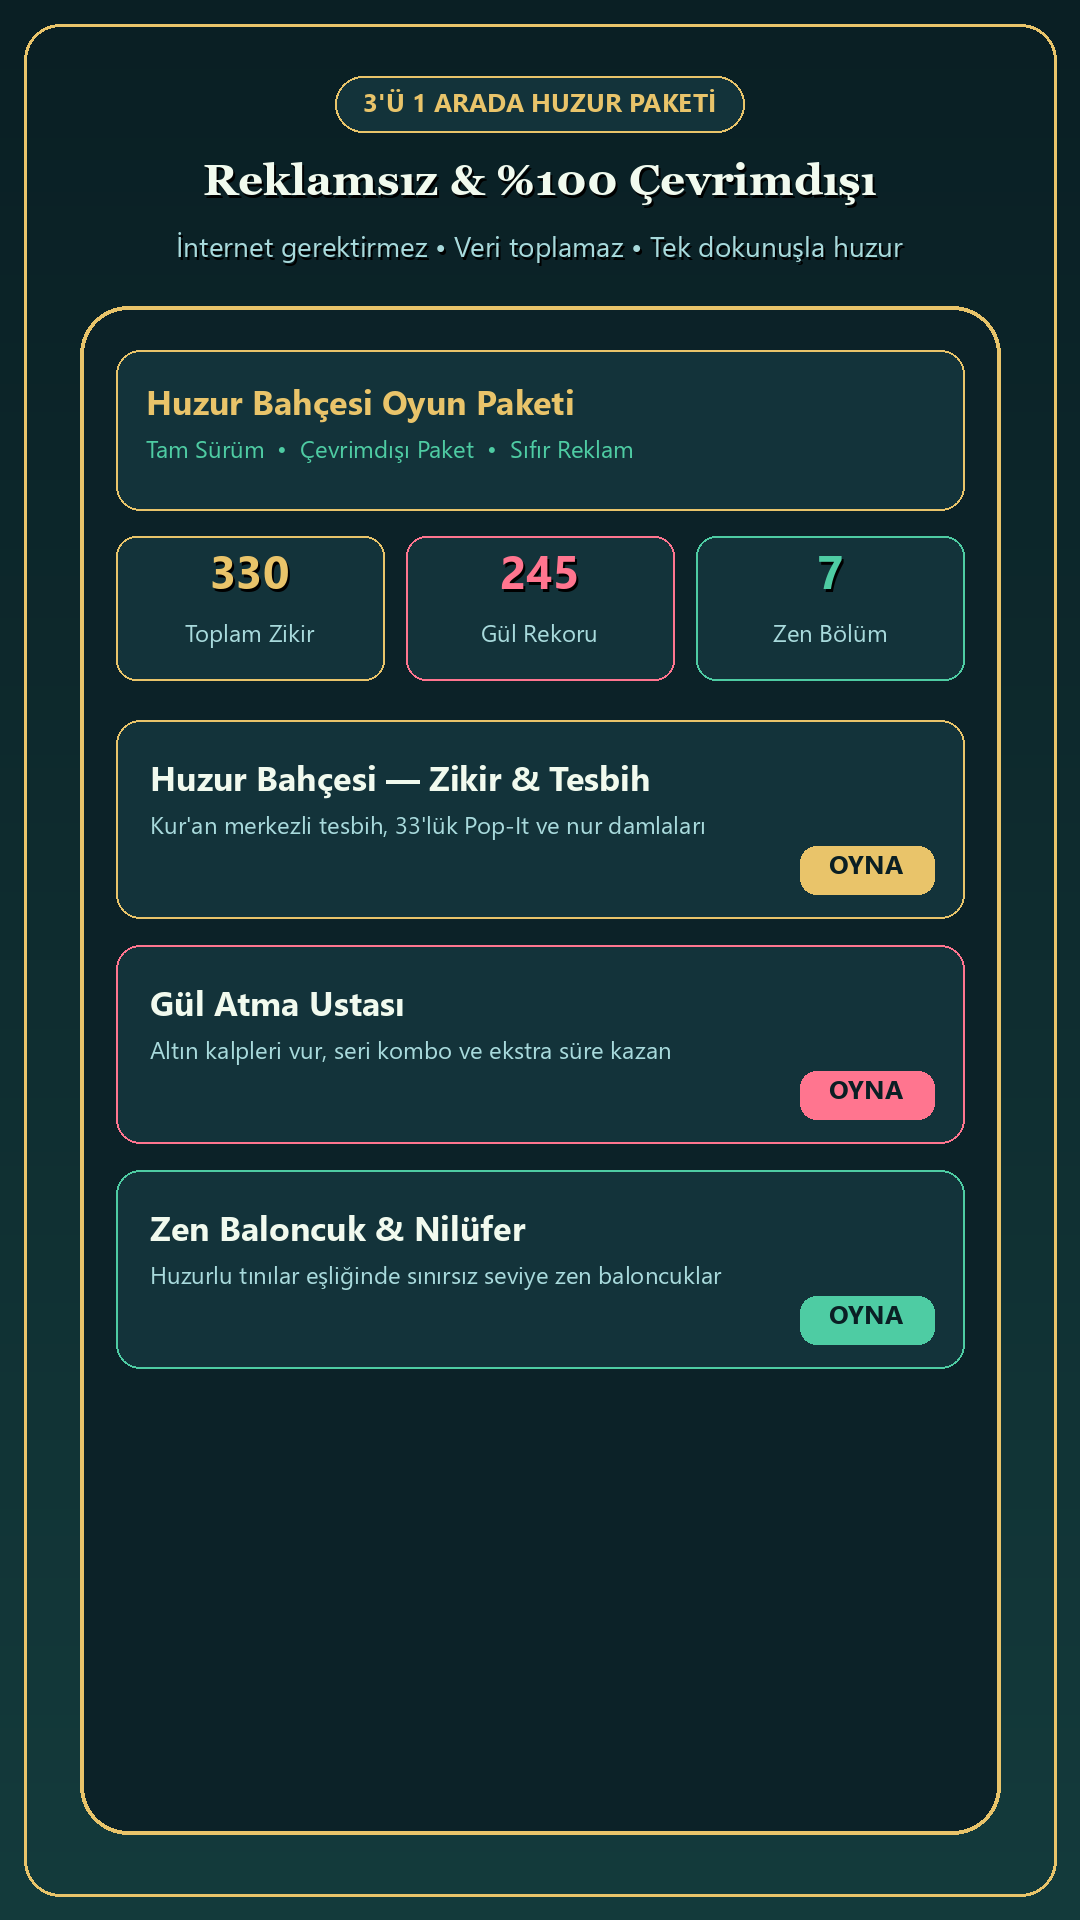 3'Ü 1 ARADA HUZUR PAKETİ
Reklamsız & %100 Çevrimdışı
İnternet gerektirmez • Veri toplamaz • Tek dokunuşla huzur
Huzur Bahçesi Oyun Paketi
Tam Sürüm • Çevrimdışı Paket • Sıfır Reklam
330
Toplam Zikir
245
Gül Rekoru
7
Zen Bölüm
Huzur Bahçesi — Zikir & Tesbih
Kur'an merkezli tesbih, 33'lük Pop-It ve nur damlaları
OYNA
Gül Atma Ustası
Altın kalpleri vur, seri kombo ve ekstra süre kazan
OYNA
Zen Baloncuk & Nilüfer
Huzurlu tınılar eşliğinde sınırsız seviye zen baloncuklar
OYNA